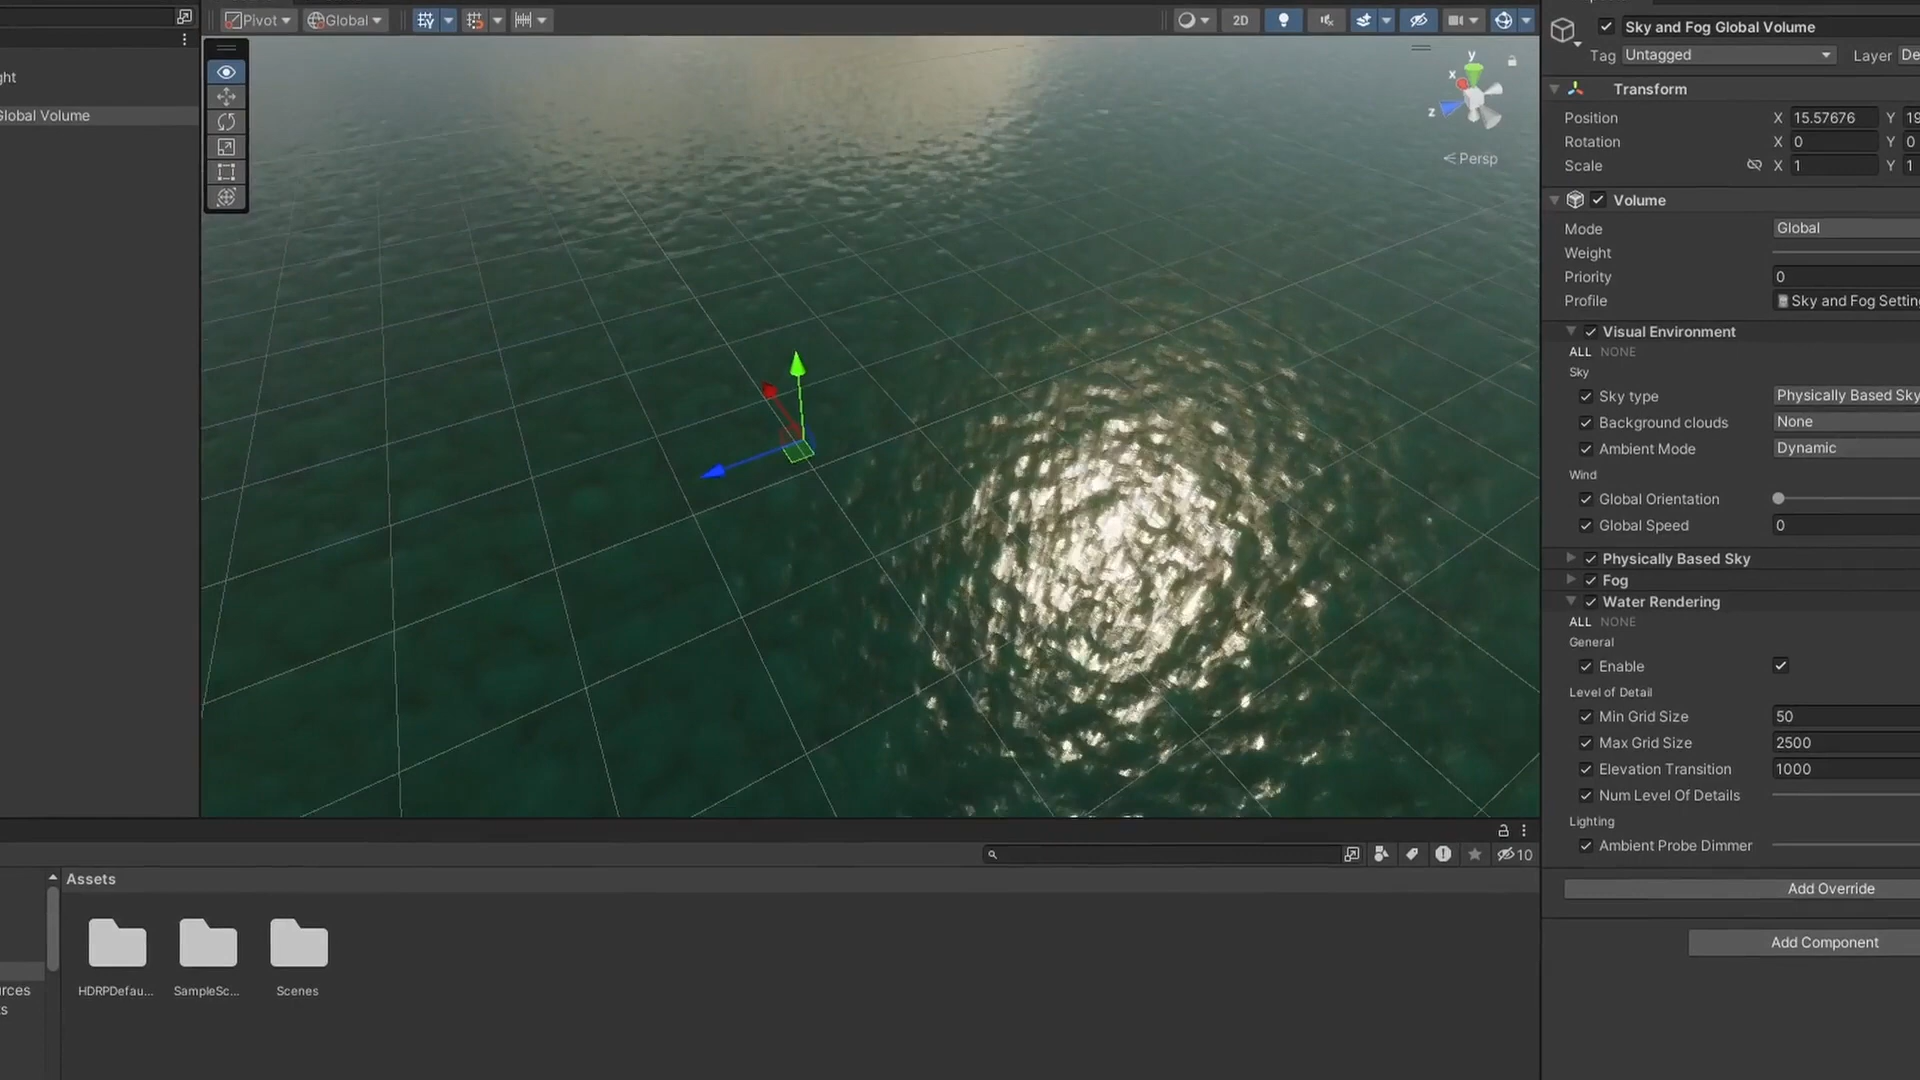 Pivot Global 2D
ght
Global Volume
y
x
z
Persp
Sky and Fog Global Volume
Tag Untagged Layer De
Transform
Position X 15.57676 Y 19
Rotation X 0 Y 0
Scale X 1 Y 1
Volume
Mode Global
Weight
Priority 0
Profile Sky and Fog Settin
Visual Environment
ALL NONE
Sky
Sky type Physically Based Sky
Background clouds None
Ambient Mode Dynamic
Wind
Global Orientation
Global Speed 0
Physically Based Sky
Fog
Water Rendering
ALL NONE
General
Enable
Level of Detail
Min Grid Size 50
Max Grid Size 2500
Elevation Transition 1000
Num Level Of Details
Lighting
Ambient Probe Dimmer
Add Override
Add Component
10
Assets
HDRPDefau... SampleSc... Scenes
urces
s